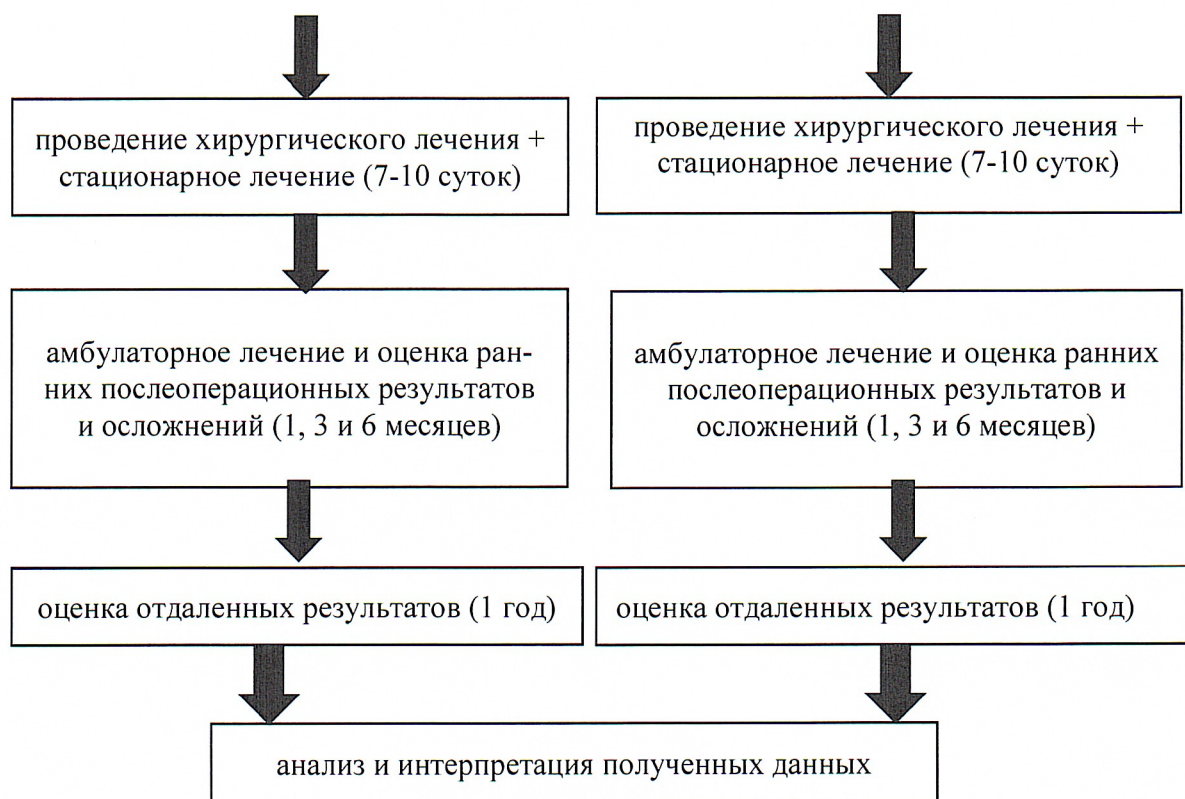 проведение хирургического лечения +
стационарное лечение (7-10 суток)
проведение хирургического лечения +
стационарное лечение (7-10 суток)
амбулаторное лечение и оценка ран-
них послеоперационных результатов
и осложнений (1, 3 и 6 месяцев)
амбулаторное лечение и оценка ранних
послеоперационных результатов и
осложнений (1, 3 и 6 месяцев)
оценка отдаленных результатов (1 год)
оценка отдаленных результатов (1 год)
анализ и интерпретация полученных данных